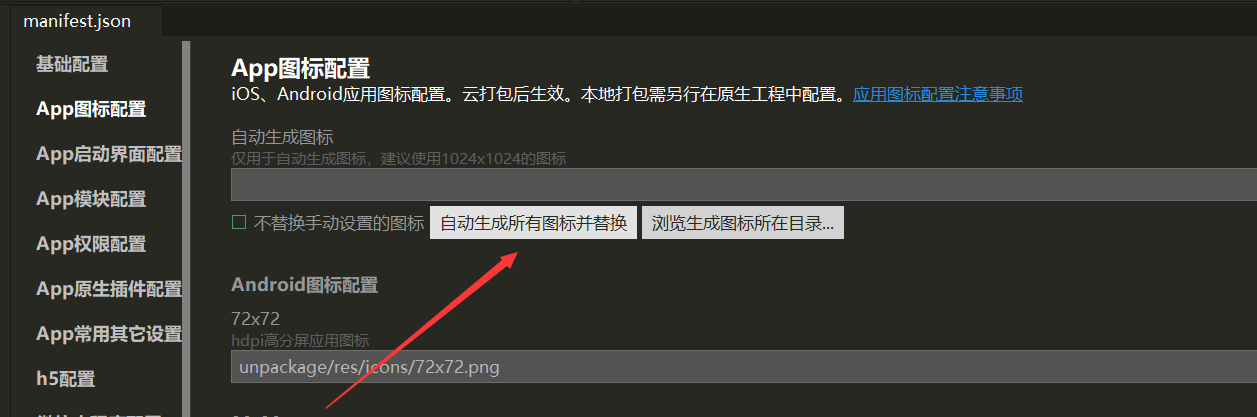 manifest.json
基础配置
App图标配置
App启动界面配置
App模块配置
App权限配置
App原生插件配置
App常用其它设置
h5配置
App图标配置
iOS、Android应用图标配置。云打包后生效。本地打包需另行在原生工程中配置。应用图标配置注意事项
自动生成图标
仅用于自动生成图标，建议使用1024x1024的图标
不替换手动设置的图标 自动生成所有图标并替换 浏览生成图标所在目录...
Android图标配置
72x72
hdpi高分屏应用图标
unpackage/res/icons/72x72.png